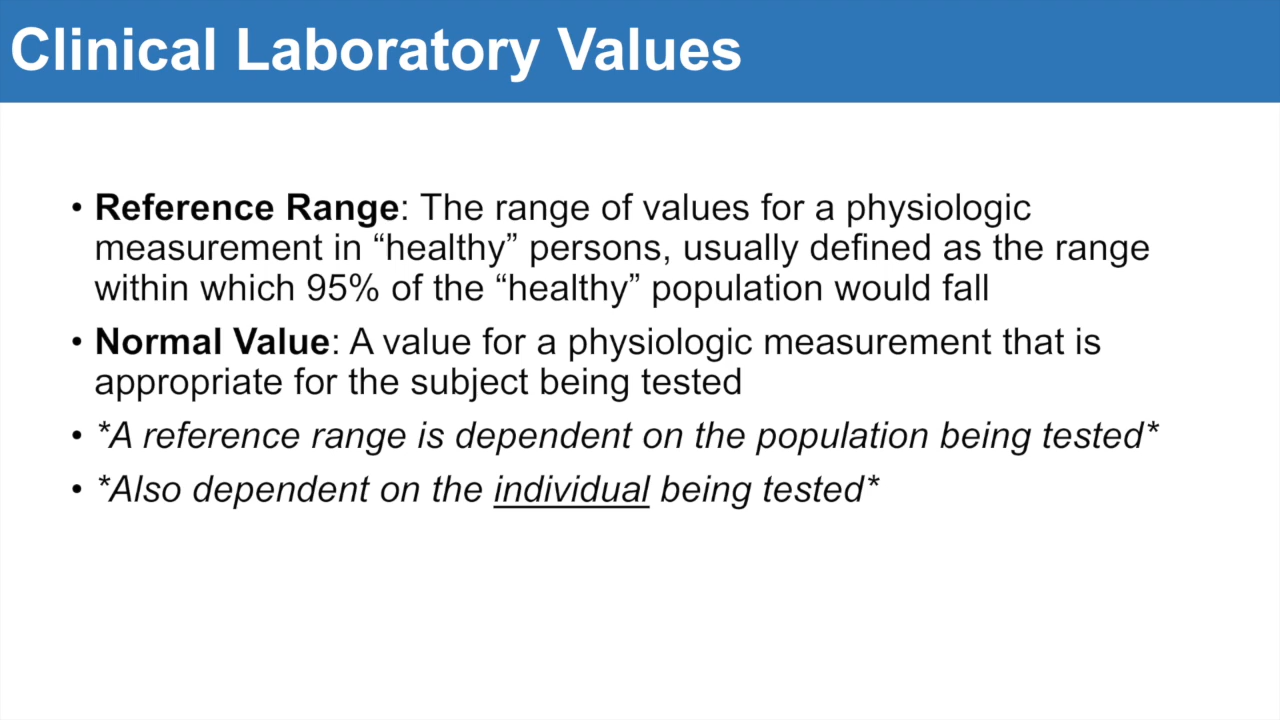 Clinical Laboratory Values
• Reference Range: The range of values for a physiologic
measurement in “healthy” persons, usually defined as the range
within which 95% of the “healthy” population would fall
• Normal Value: A value for a physiologic measurement that is
appropriate for the subject being tested
• *A reference range is dependent on the population being tested*
• *Also dependent on the individual being tested*